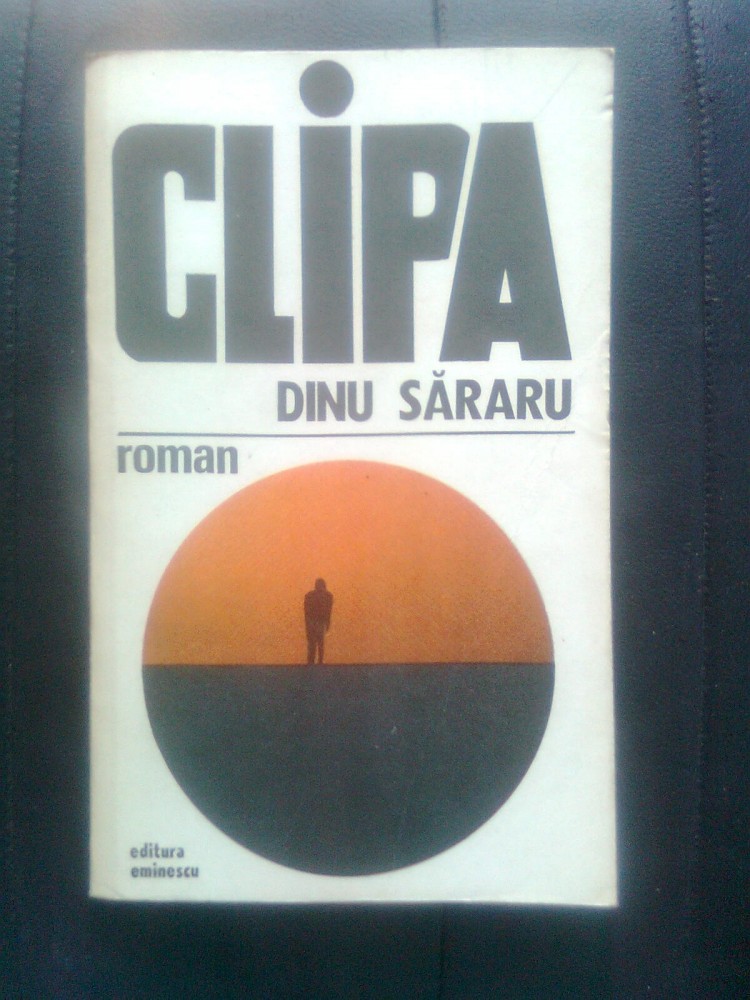 CLiPA
DINU SĂRARU
roman
editura
eminescu